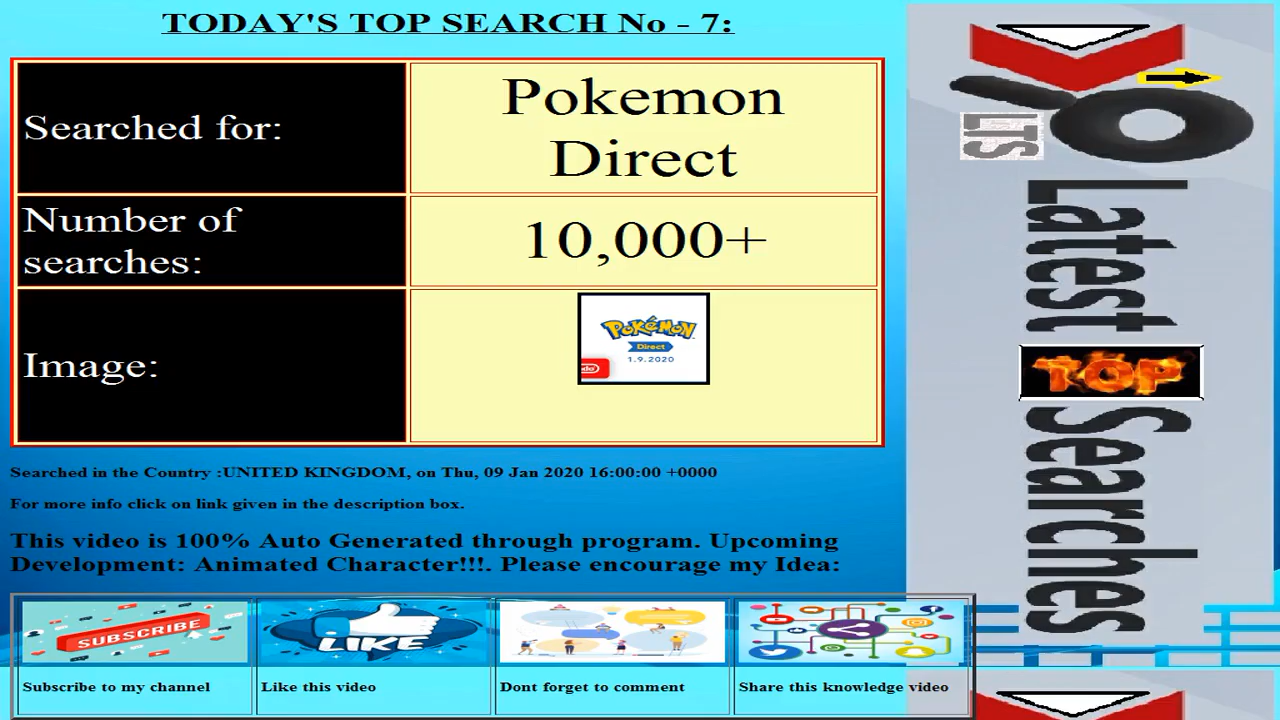 TODAY'S TOP SEARCH No - 7:
Searched for:
Pokemon
Direct
Number of
searches:
10,000+
Image:
POKÉMON
Direct
1.9.2020
Searched in the Country :UNITED KINGDOM, on Thu, 09 Jan 2020 16:00:00 +0000
For more info click on link given in the description box.
This video is 100% Auto Generated through program. Upcoming
Development: Animated Character!!!. Please encourage my Idea:
SUBSCRIBE
LIKE
Subscribe to my channel
Like this video
Dont forget to comment
Share this knowledge video
LTS
Latest
TOP
Searches